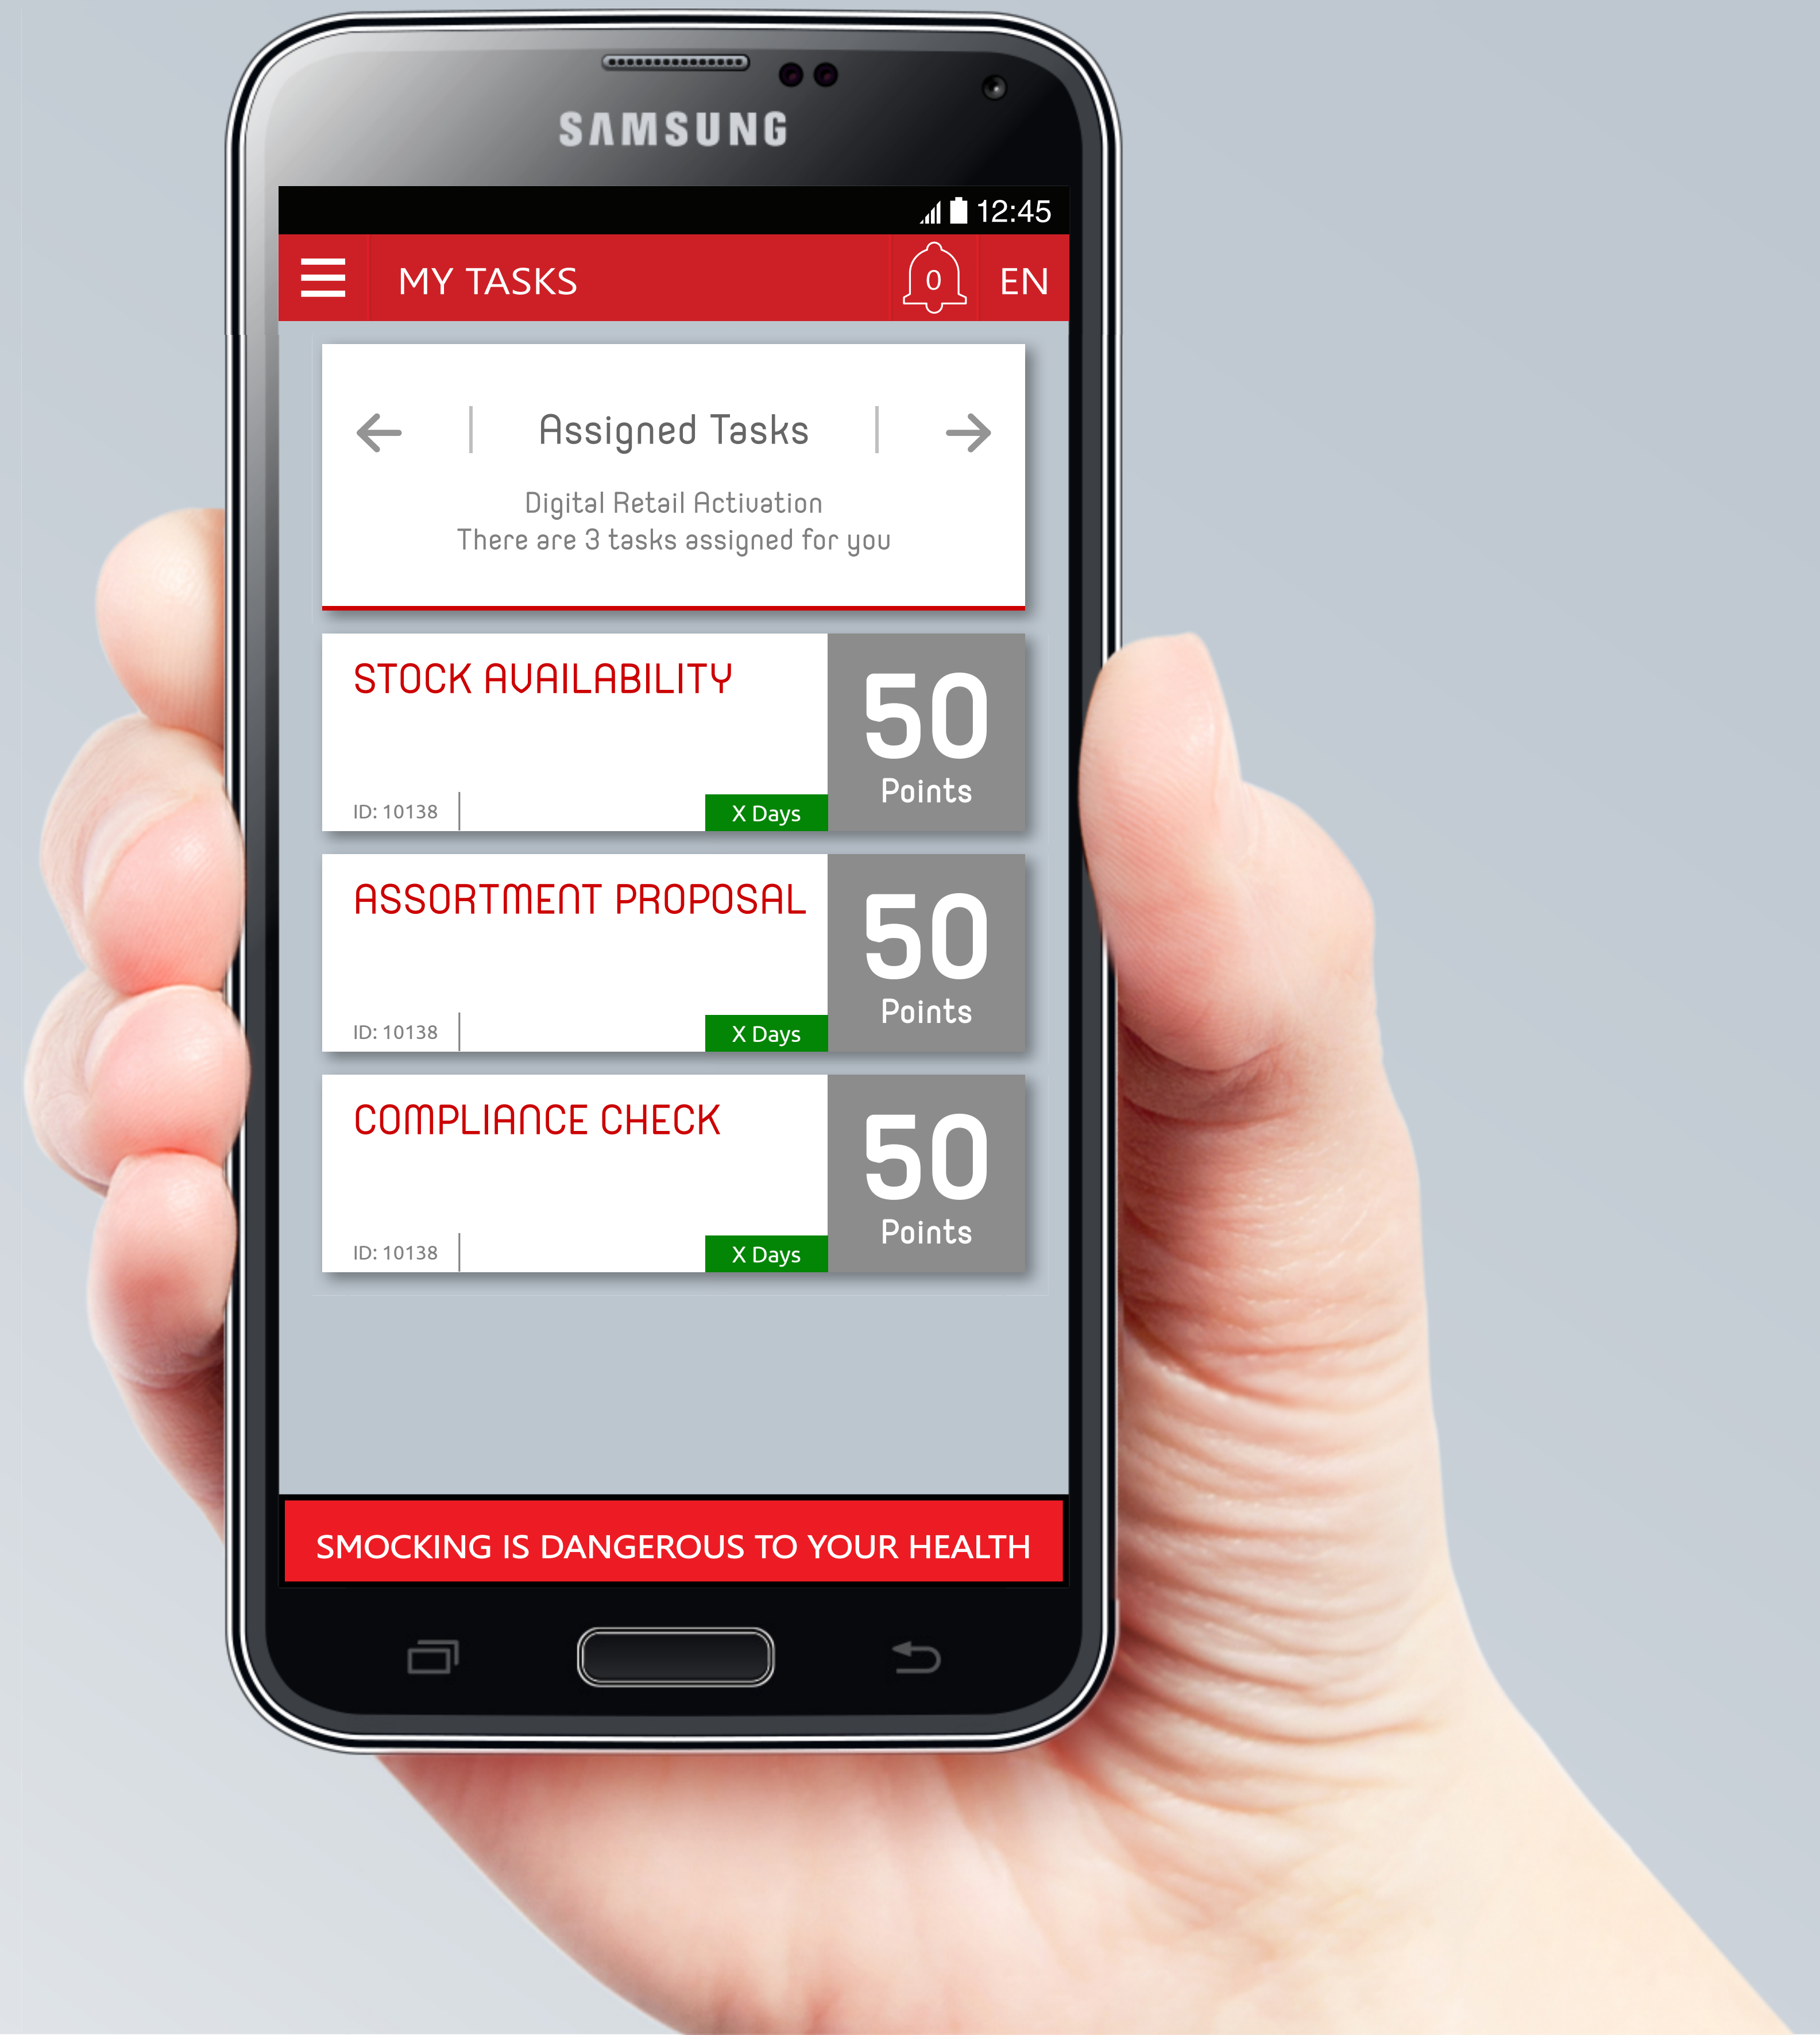 SAMSUNG
12:45
MY TASKS
0
EN
Assigned Tasks
Digital Retail Activation
There are 3 tasks assigned for you
STOCK AVAILABILITY
50
Points
ID: 10138
X Days
ASSORTMENT PROPOSAL
50
Points
ID: 10138
X Days
COMPLIANCE CHECK
50
Points
ID: 10138
X Days
SMOCKING IS DANGEROUS TO YOUR HEALTH